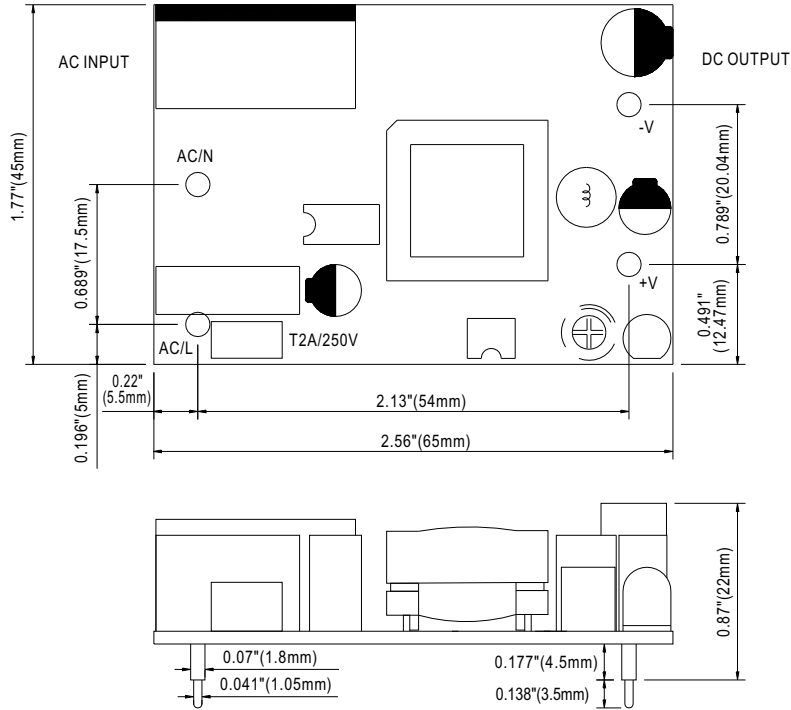 AC INPUT
DC OUTPUT
1.77"(45mm)
AC/N
-V
0.789"(20.04mm)
0.689"(17.5mm)
+V
0.491"
(12.47mm)
AC/L
T2A/250V
0.22"
(5.5mm)
0.196"(5mm)
2.13"(54mm)
2.56"(65mm)
0.87"(22mm)
0.07"(1.8mm)
0.177"(4.5mm)
0.041"(1.05mm)
0.138"(3.5mm)